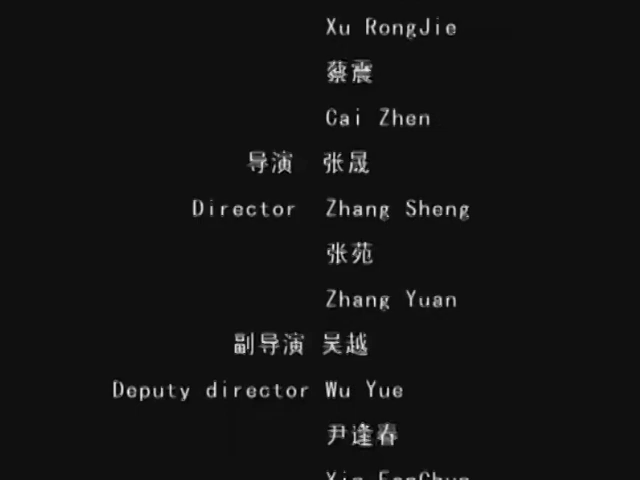 Xu RongJie
蔡震
Cai Zhen
导演 张晟
Director Zhang Sheng
张苑
Zhang Yuan
副导演 吴越
Deputy director Wu Yue
尹逢春